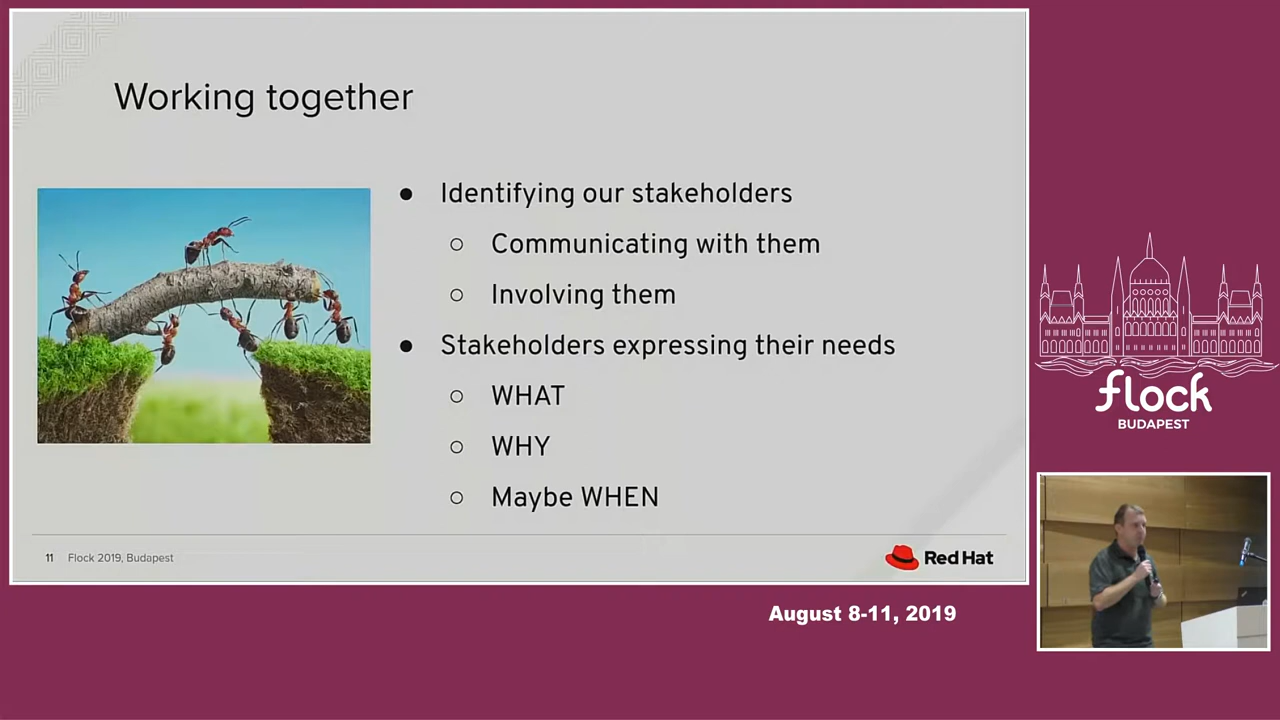 Working together
● Identifying our stakeholders
○ Communicating with them
○ Involving them
● Stakeholders expressing their needs
○ WHAT
○ WHY
○ Maybe WHEN
11 Flock 2019, Budapest
Red Hat
flock
BUDAPEST
August 8-11, 2019